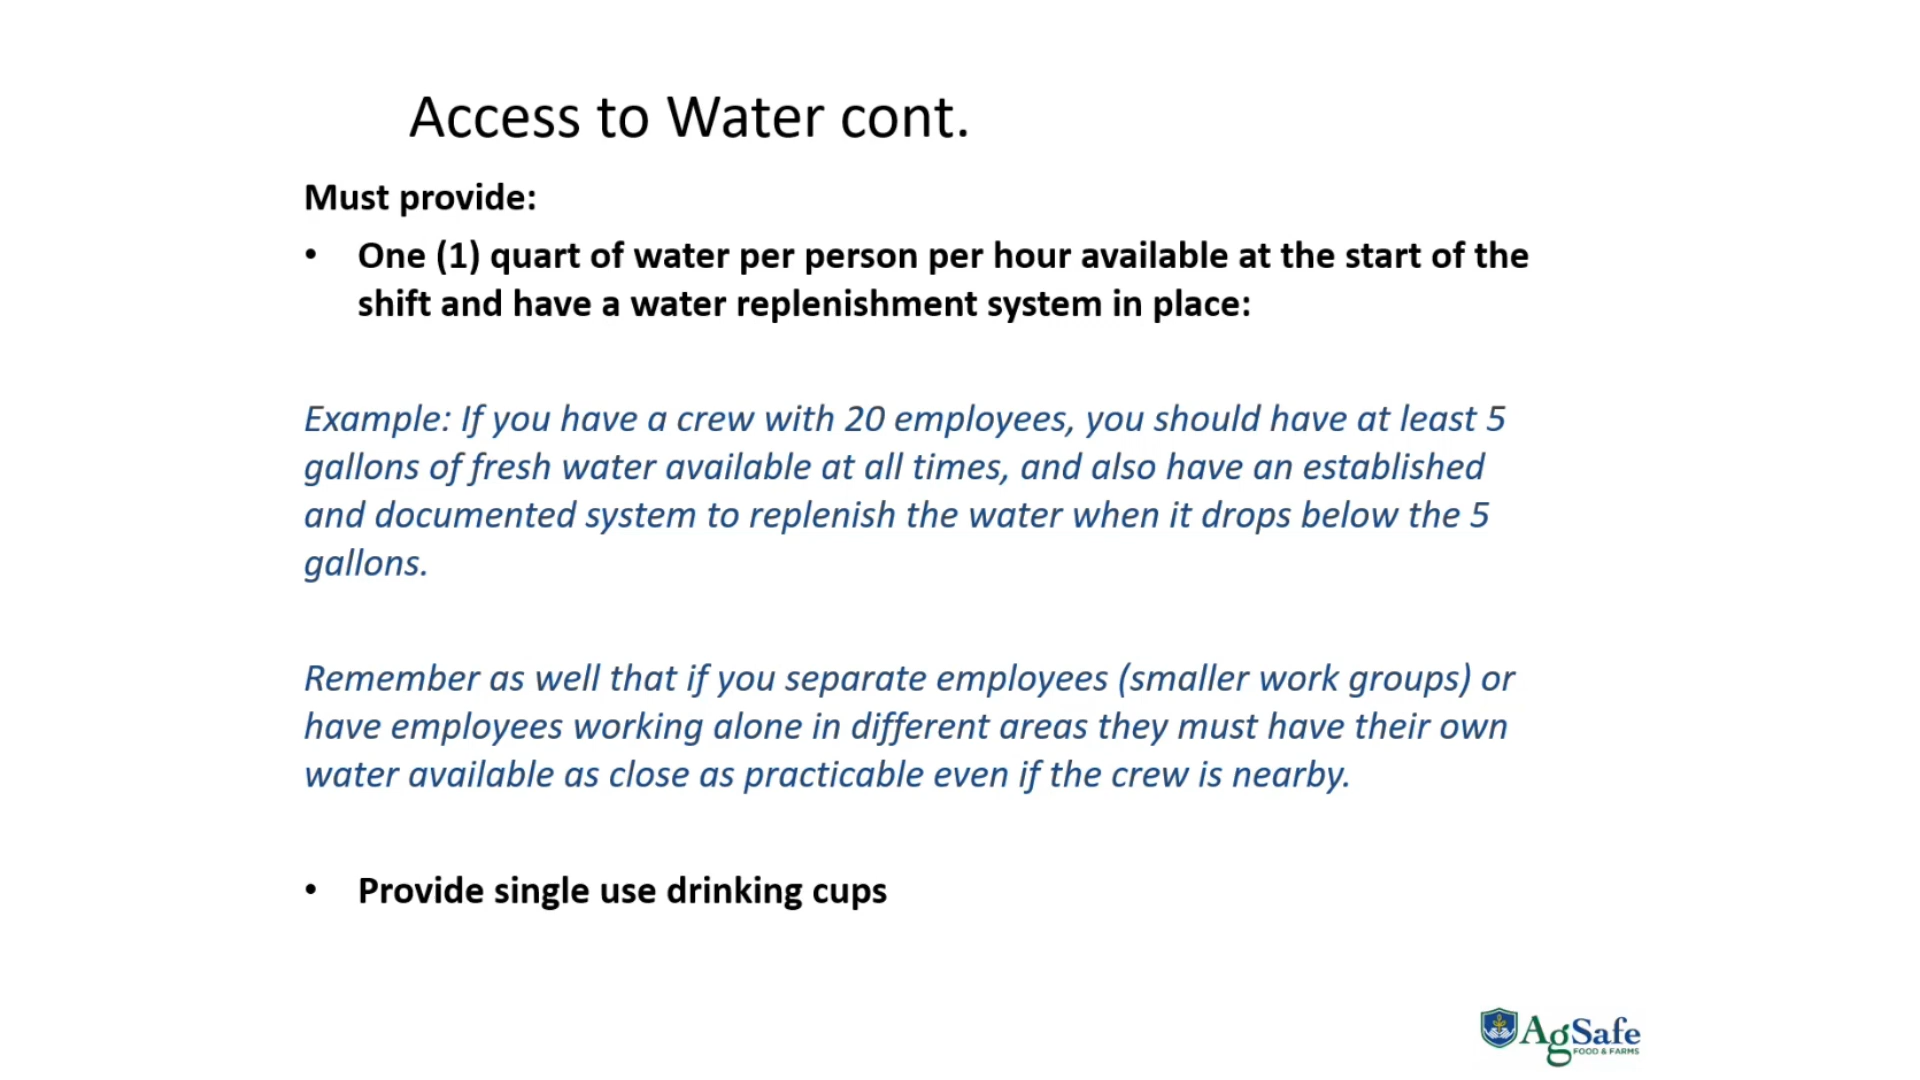 Access to Water cont.
Must provide:
• One (1) quart of water per person per hour available at the start of the
shift and have a water replenishment system in place:
Example: If you have a crew with 20 employees, you should have at least 5
gallons of fresh water available at all times, and also have an established
and documented system to replenish the water when it drops below the 5
gallons.
Remember as well that if you separate employees (smaller work groups) or
have employees working alone in different areas they must have their own
water available as close as practicable even if the crew is nearby.
• Provide single use drinking cups
AgSafe
FOOD & FARMS